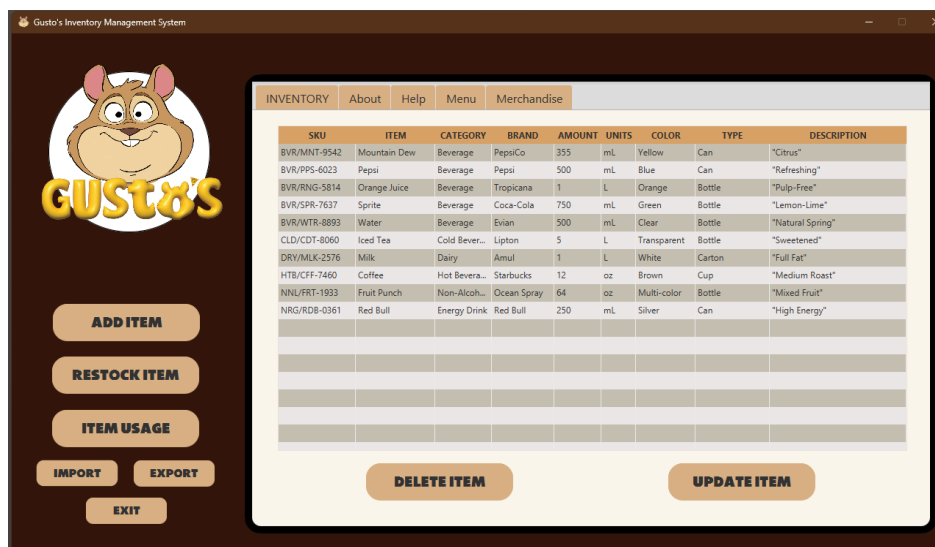 Gusto's Inventory Management System
GUSTO'S
INVENTORY About Help Menu Merchandise
SKU ITEM CATEGORY BRAND AMOUNT UNITS COLOR TYPE DESCRIPTION
BVR/MNT-9542 Mountain Dew Beverage PepsiCo 355 mL Yellow Can "Citrus"
BVR/PPS-6023 Pepsi Beverage Pepsi 500 mL Blue Can "Refreshing"
BVR/RNG-5814 Orange Juice Beverage Tropicana 1 L Orange Bottle "Pulp-Free"
BVR/SPR-7637 Sprite Beverage Coca-Cola 750 mL Green Bottle "Lemon-Lime"
BVR/WTR-8893 Water Beverage Evian 500 mL Clear Bottle "Natural Spring"
CLD/CDT-8060 Iced Tea Cold Bever... Lipton 5 L Transparent Bottle "Sweetened"
DRY/MLK-2576 Milk Dairy Amul 1 L White Carton "Full Fat"
HTB/CFF-7460 Coffee Hot Bevera... Starbucks 12 oz Brown Cup "Medium Roast"
NNL/FRT-1933 Fruit Punch Non-Alcoh... Ocean Spray 64 oz Multi-color Bottle "Mixed Fruit"
NRG/RDB-0361 Red Bull Energy Drink Red Bull 250 mL Silver Can "High Energy"
ADD ITEM
RESTOCK ITEM
ITEM USAGE
IMPORT EXPORT
EXIT
DELETE ITEM UPDATE ITEM